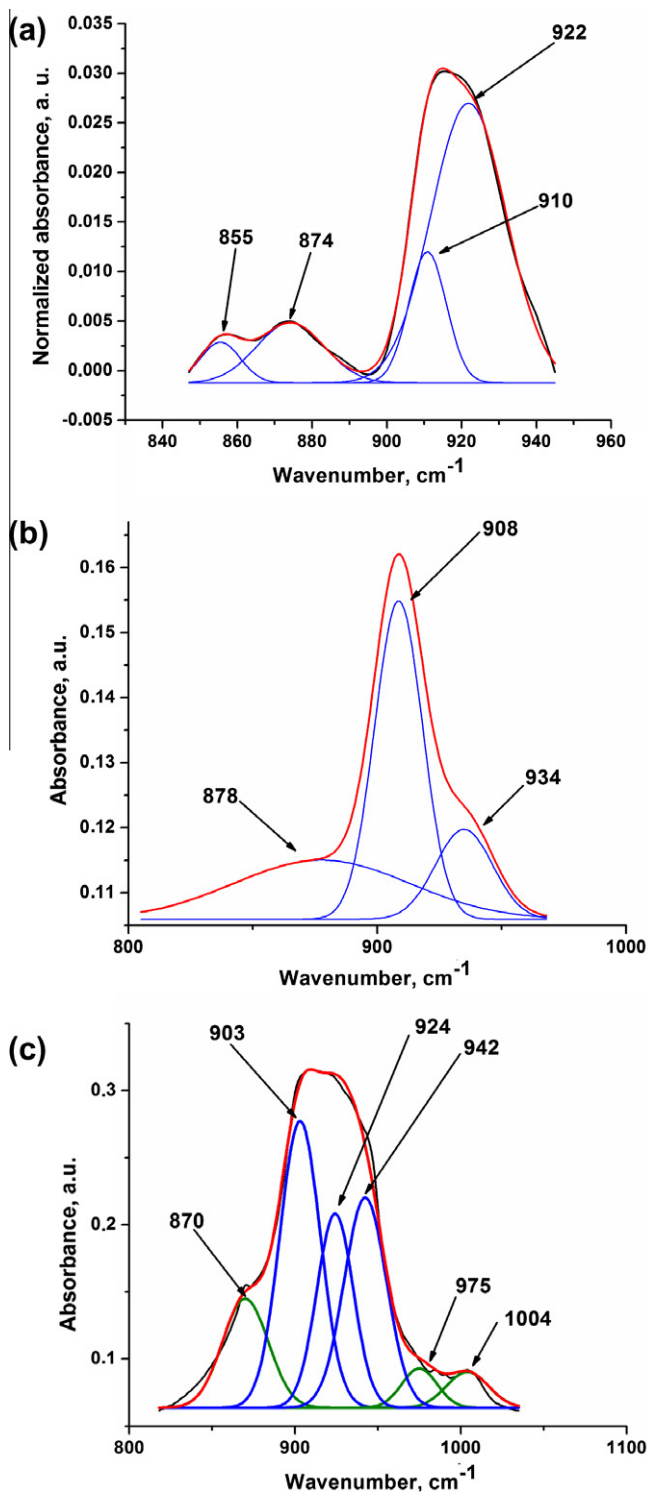 (a)
922
910
855
874
0.035
0.030
0.025
0.020
0.015
0.010
0.005
0.000
-0.005
Normalized absorbance, a. u.
840 860 880 900 920 940 960
Wavenumber, cm-1
(b)
908
878
934
0.16
0.15
0.14
0.13
0.12
0.11
Absorbance, a.u.
800 900 1000
Wavenumber, cm-1
(c)
903
924
942
870
975
1004
0.3
0.2
0.1
Absorbance, a.u.
800 900 1000 1100
Wavenumber, cm-1